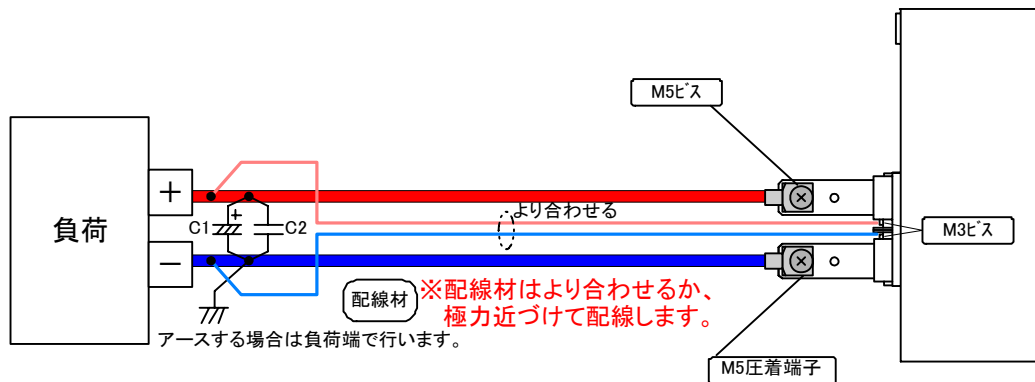 M5ビス
+
負荷
C1
+
C2
より合わせる
M3ビス
−
配線材
※配線材はより合わせるか、
極力近づけて配線します。
アースする場合は負荷端で行います。
M5圧着端子